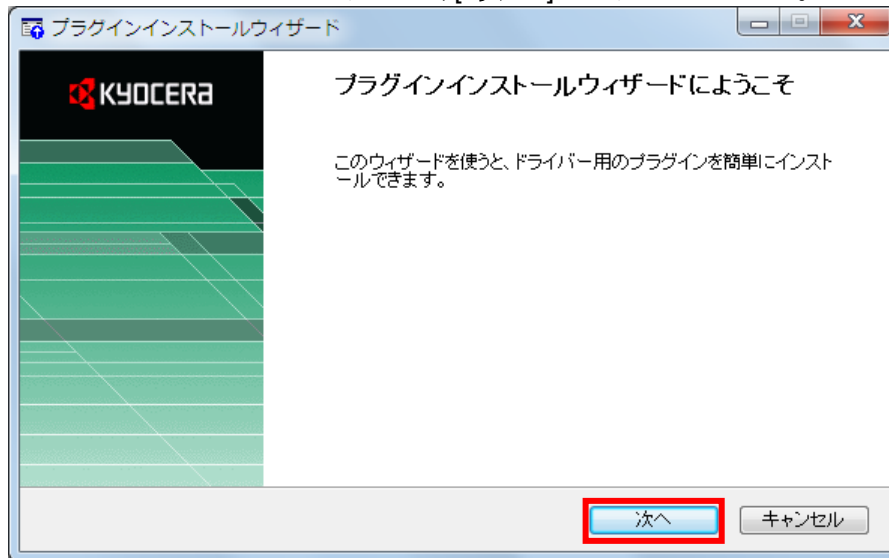 プラグインインストールウィザード
KYOCERA
プラグインインストールウィザードにようこそ
このウィザードを使うと、ドライバー用のプラグインを簡単にインスト
ールできます。
次へ
キャンセル